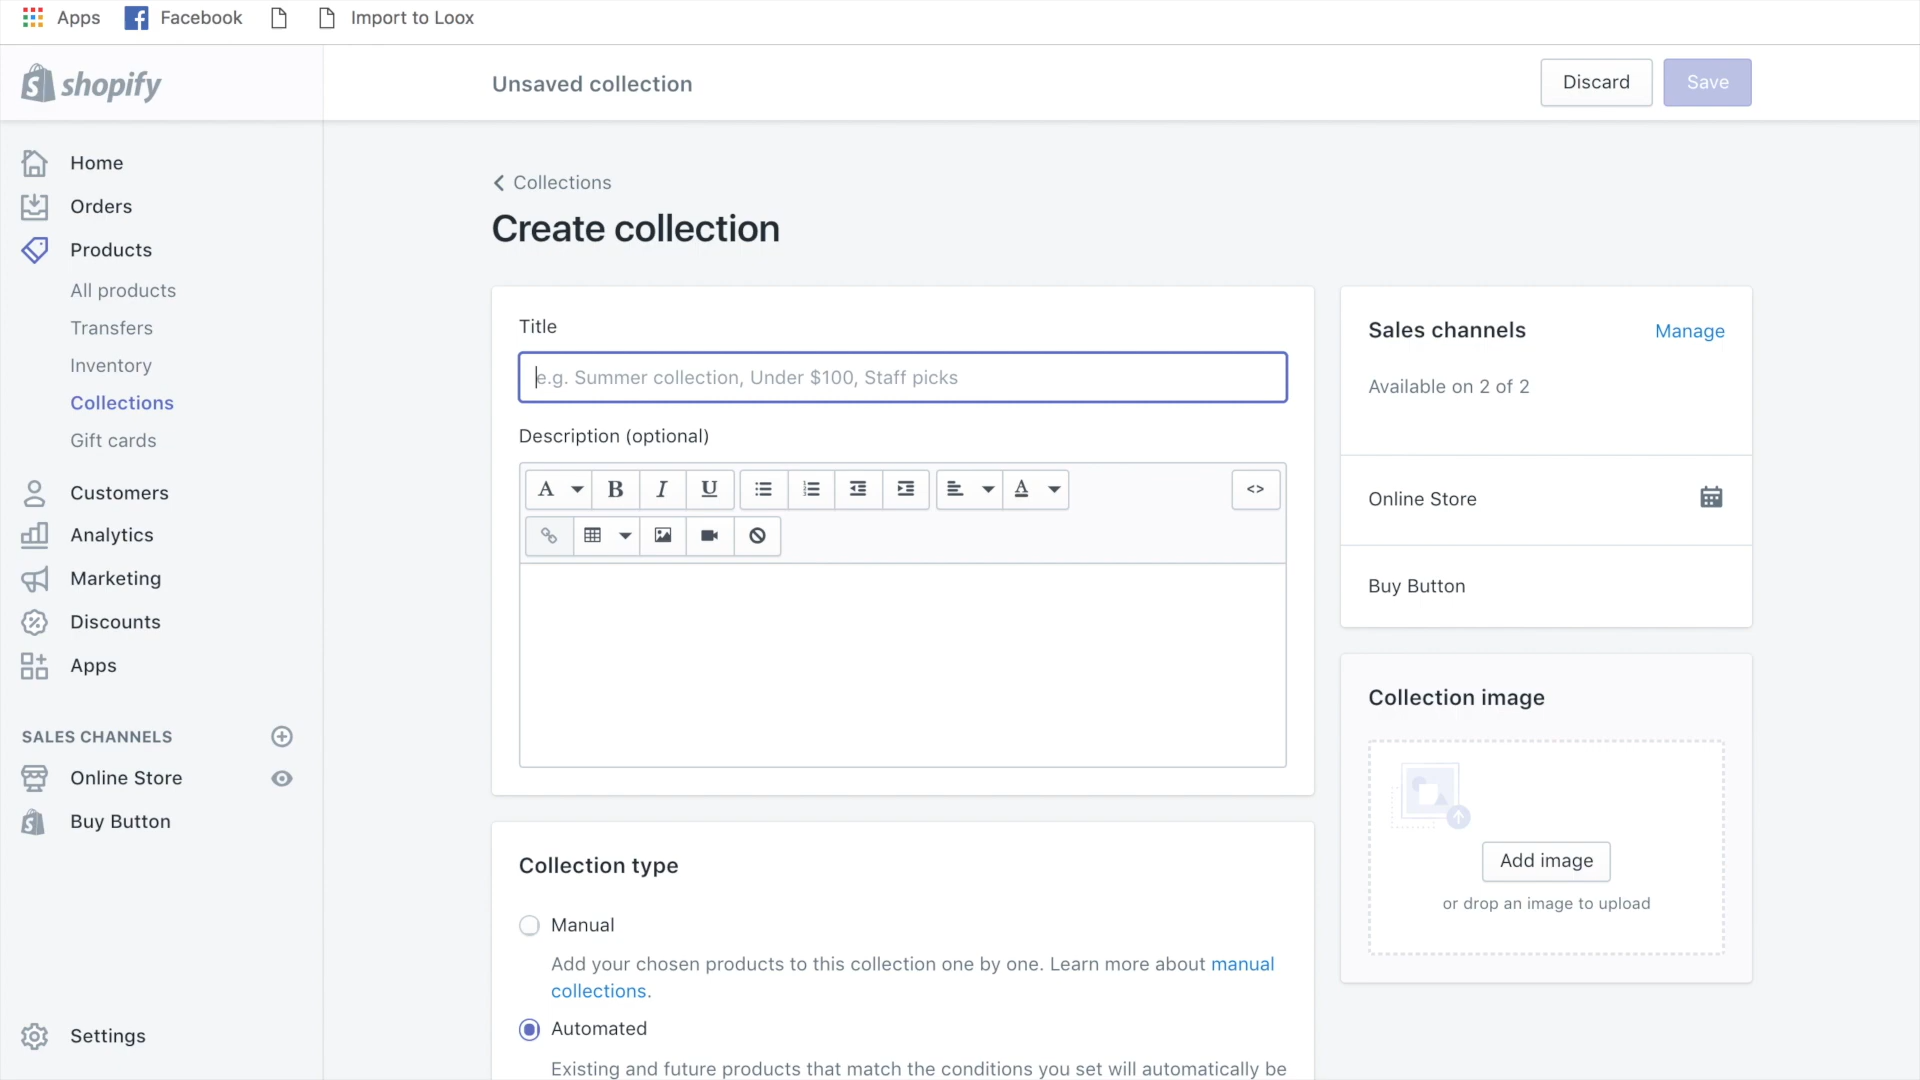 Apps Facebook Import to Loox
shopify
Unsaved collection
Discard
Save
Home
Orders
Products
All products
Transfers
Inventory
Collections
Gift cards
Customers
Analytics
Marketing
Discounts
Apps
SALES CHANNELS
Online Store
Buy Button
Settings
Collections
Create collection
Title
e.g. Summer collection, Under $100, Staff picks
Description (optional)
A B I U A <>
Collection type
Manual
Add your chosen products to this collection one by one. Learn more about manual
collections.
Automated
Existing and future products that match the conditions you set will automatically be
Sales channels
Manage
Available on 2 of 2
Online Store
Buy Button
Collection image
Add image
or drop an image to upload